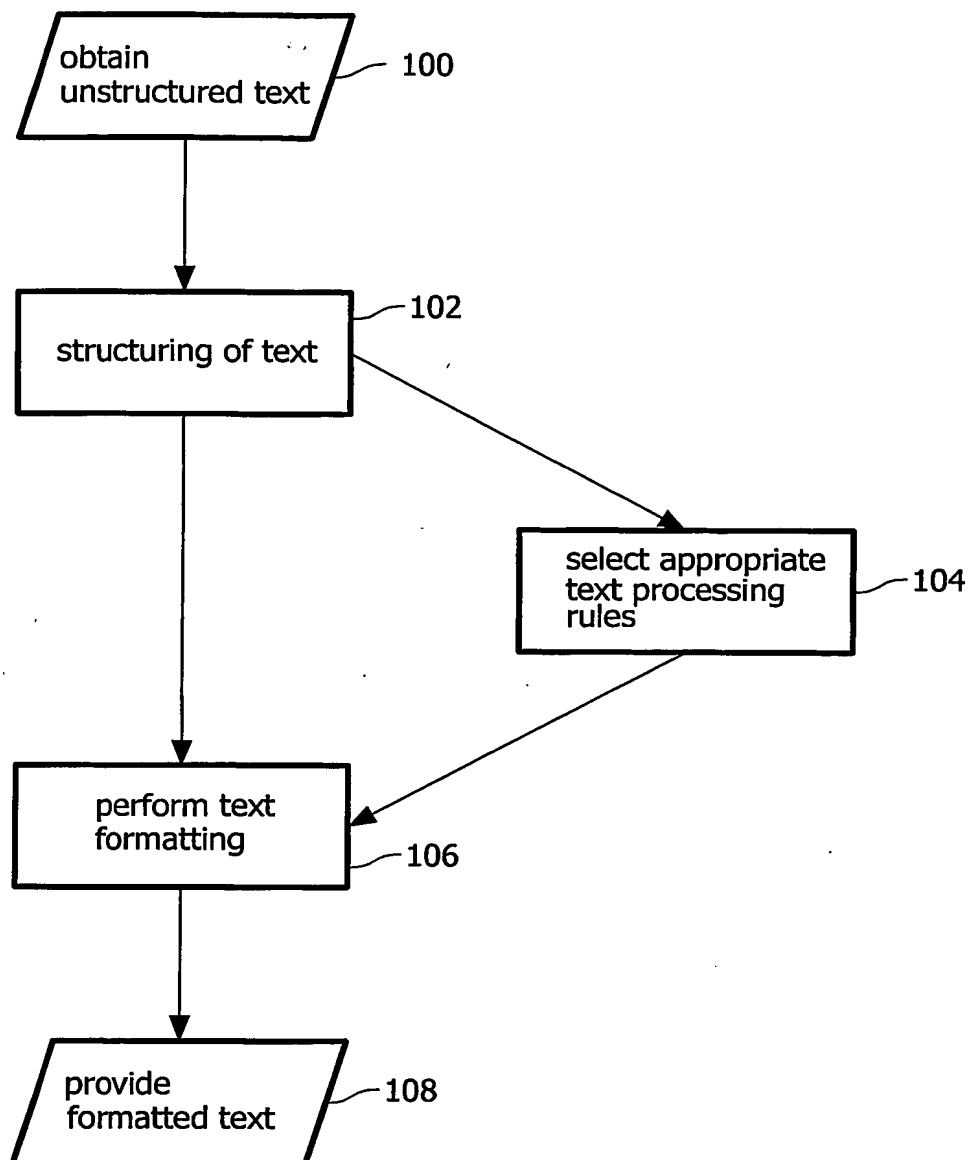 obtain
unstructured text
100
structuring of text
102
select appropriate
text processing
rules
104
perform text
formatting
106
provide
formatted text
108